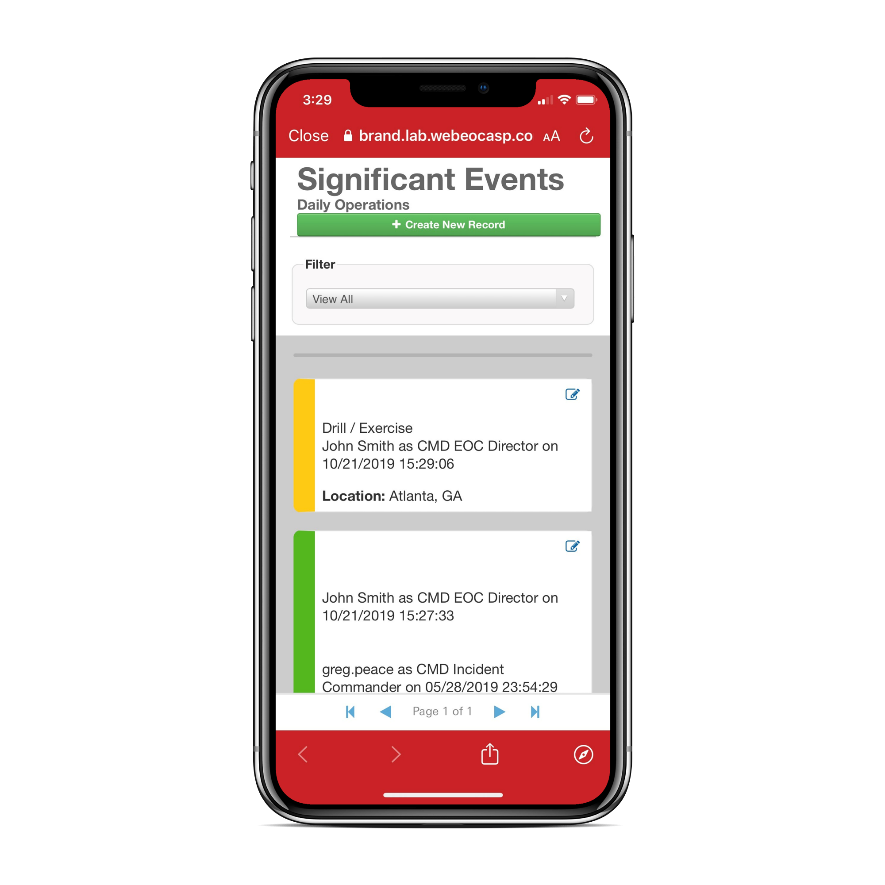 3:29
Close brand.lab.webeocasp.co AA
Significant Events
Daily Operations
+ Create New Record
Filter
View All
Drill / Exercise
John Smith as CMD EOC Director on
10/21/2019 15:29:06
Location: Atlanta, GA
John Smith as CMD EOC Director on
10/21/2019 15:27:33
greg.peace as CMD Incident
Commander on 05/28/2019 23:54:29
Page 1 of 1